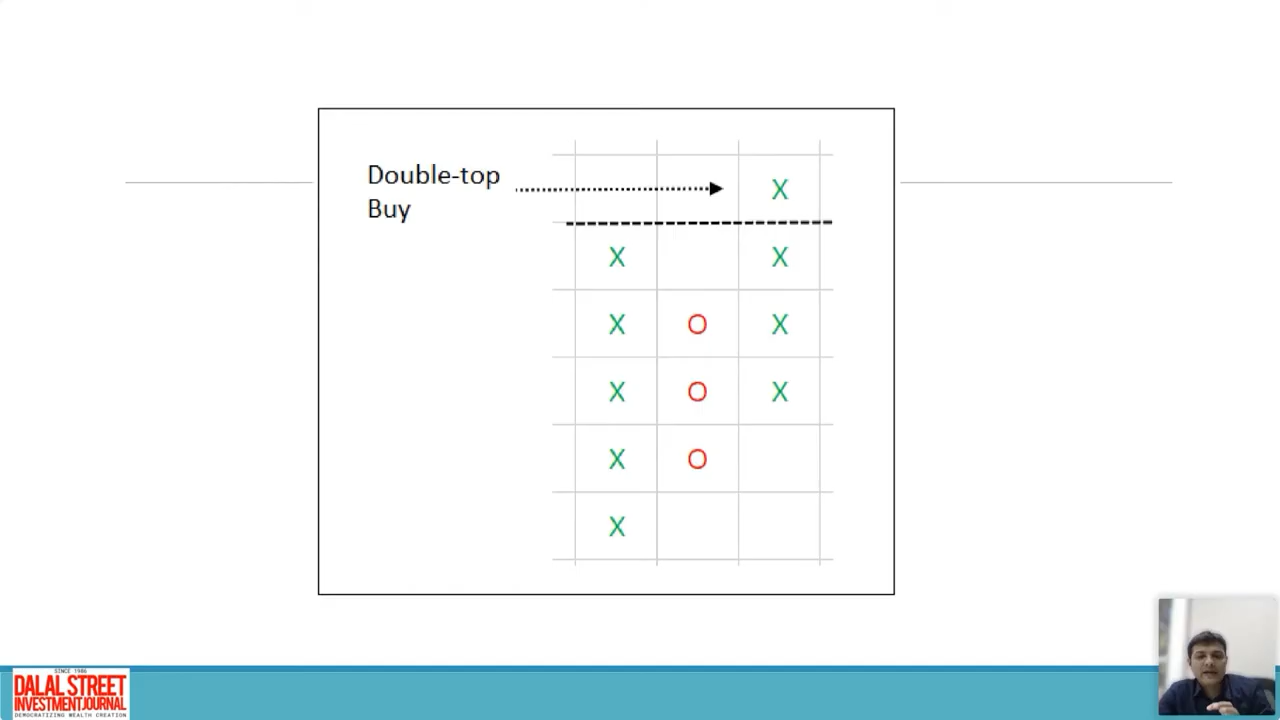 Double-top
Buy
X
X X
X O X
X O X
X O
X
SINCE 1986
DALAL STREET
INVESTMENT JOURNAL
DEMOCRATIZING WEALTH CREATION